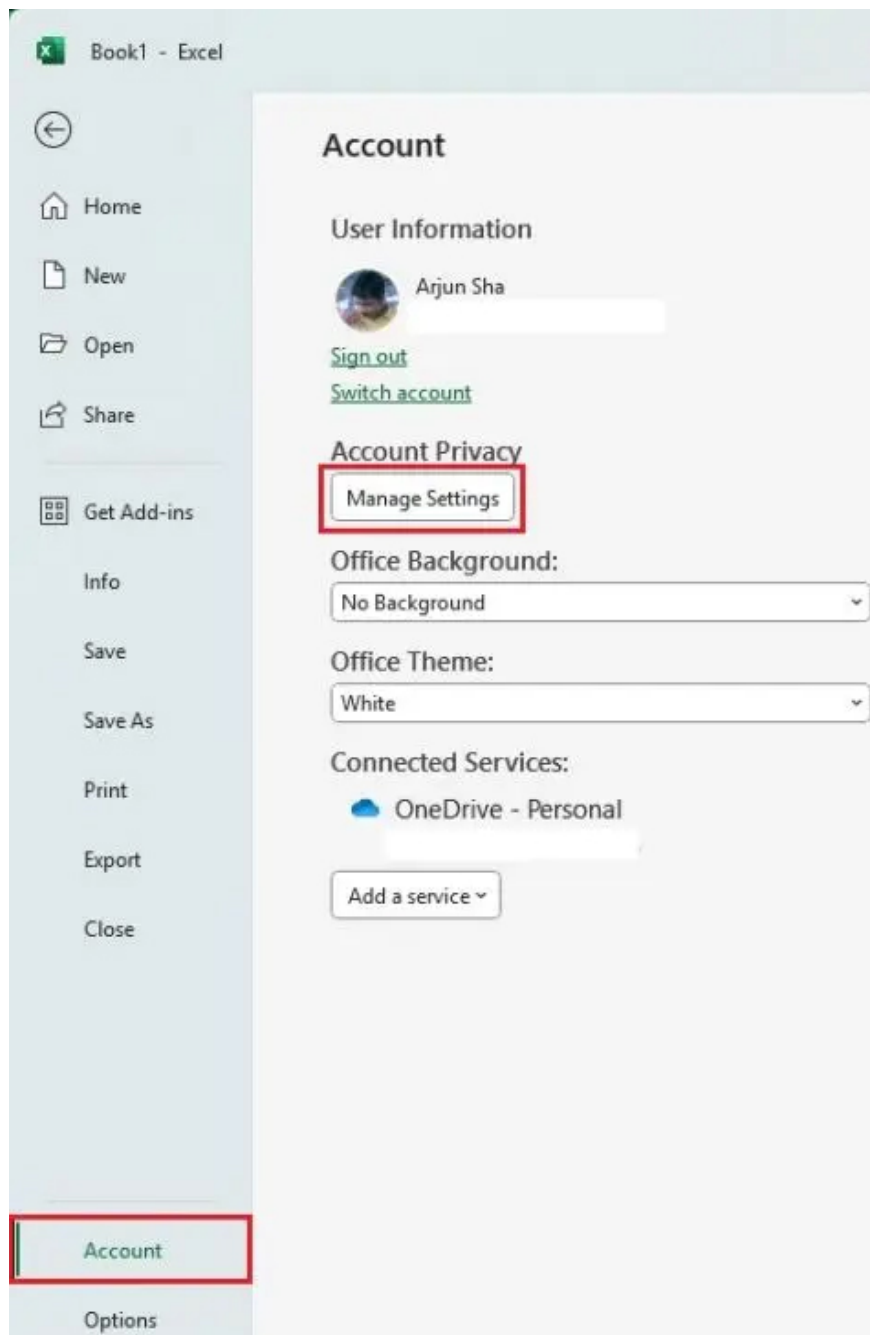 Book1 - Excel
Home
New
Open
Share
Get Add-ins
Info
Save
Save As
Print
Export
Close
Account
Options
Account
User Information
Arjun Sha
Sign out
Switch account
Account Privacy
Manage Settings
Office Background:
No Background
Office Theme:
White
Connected Services:
OneDrive - Personal
Add a service